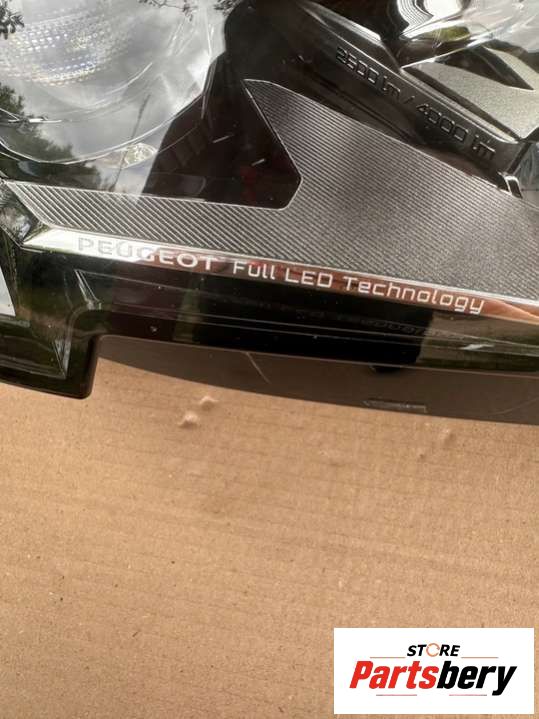 2500 lm / 4000 lm
PEUGEOT Full LED Technology
STORE
Partsbery